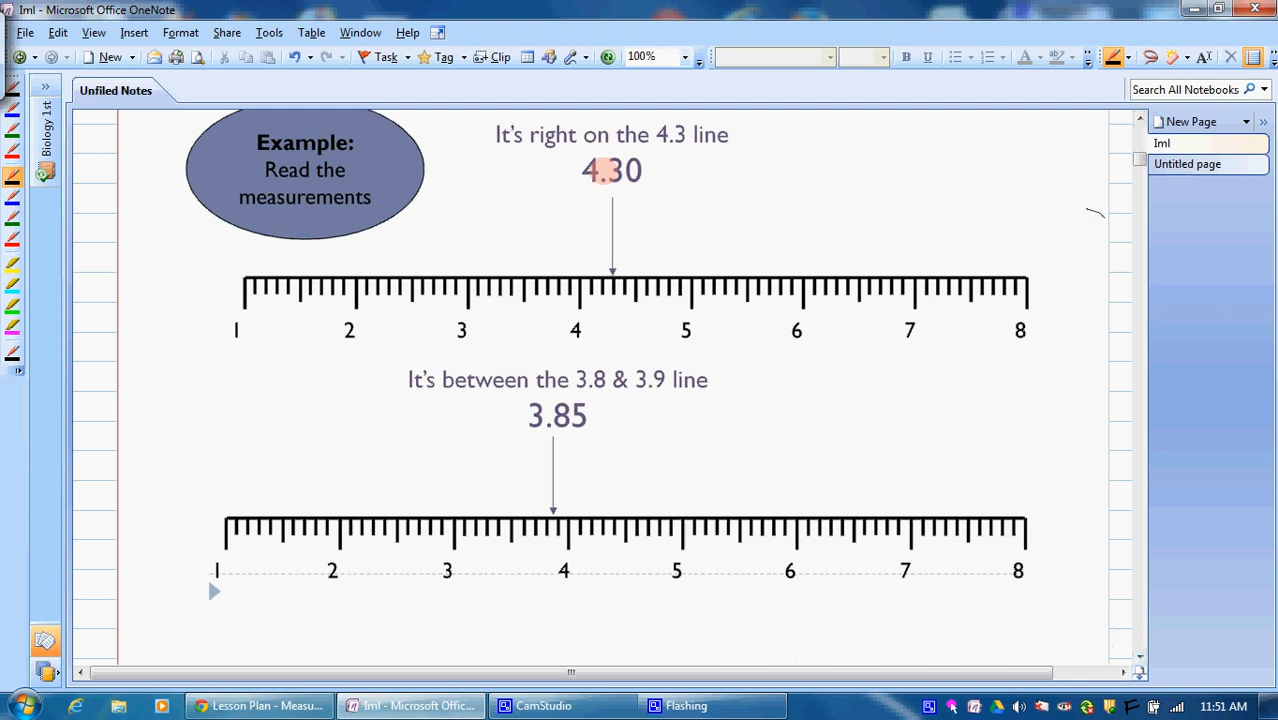 Iml - Microsoft Office OneNote
File Edit View Insert Format Share Tools Table Window Help
New Task Tag Clip 100% B U A ab
Unfiled Notes
Search All Notebooks
Biology 1st
New Page
Iml
Untitled page
Example:
Read the
measurements
It's right on the 4.3 line
4.30
1 2 3 4 5 6 7 8
It's between the 3.8 & 3.9 line
3.85
1 2 3 4 5 6 7 8
Lesson Plan - Measu... Iml - Microsoft Offic... CamStudio Flashing 11:51 AM